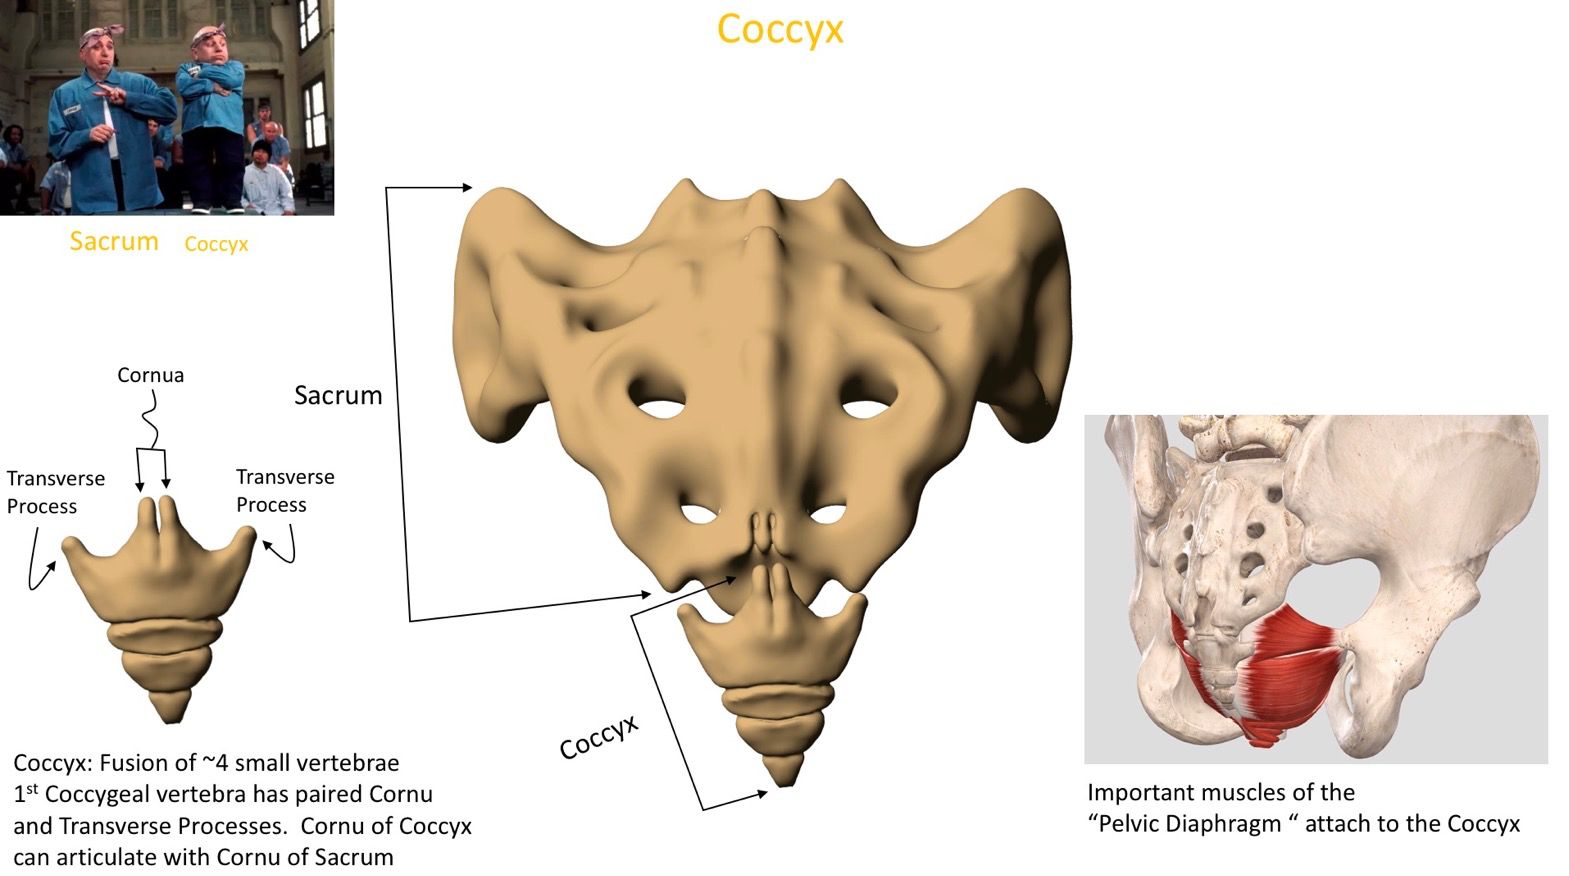 Coccyx
Sacrum
Coccyx
Cornua
Transverse
Process
Transverse
Process
Sacrum
Coccyx
Coccyx: Fusion of ~4 small vertebrae
1st Coccygeal vertebra has paired Cornu
and Transverse Processes.  Cornu of Coccyx
can articulate with Cornu of Sacrum
Important muscles of the
“Pelvic Diaphragm “ attach to the Coccyx